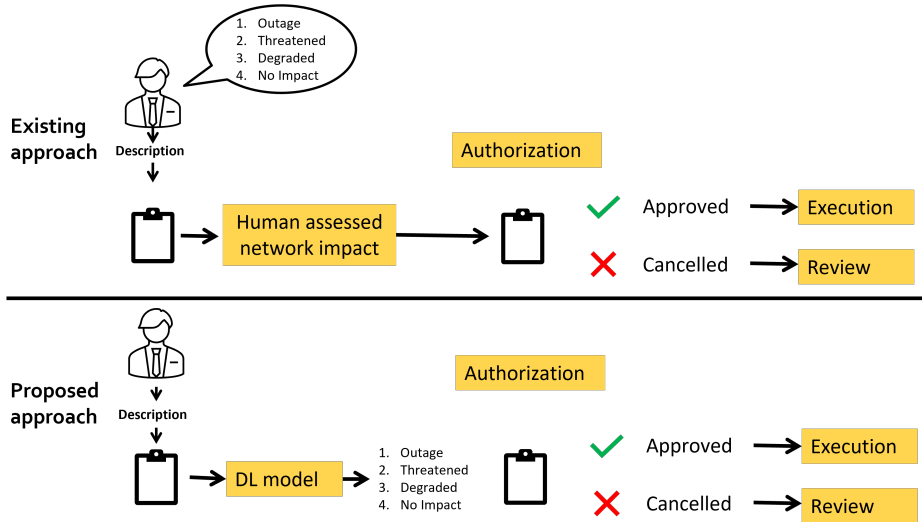 1. Outage
2. Threatened
3. Degraded
4. No Impact
Existing
approach
Description
Authorization
Human assessed
network impact
Approved
Execution
Cancelled
Review
Proposed
approach
Description
Authorization
DL model
1. Outage
2. Threatened
3. Degraded
4. No Impact
Approved
Execution
Cancelled
Review